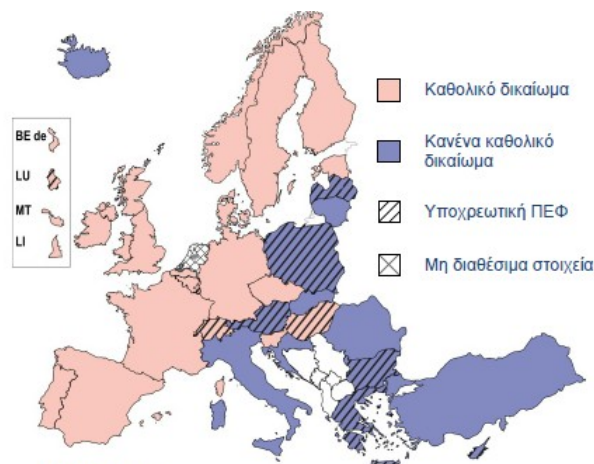 BE de
LU
MT
LI
Καθολικό δικαίωμα
Κανένα καθολικό
δικαίωμα
Υποχρεωτική ΠΕΦ
Μη διαθέσιμα στοιχεία